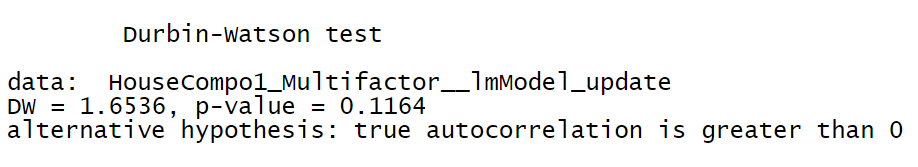 Durbin-Watson test
data:  HouseCompo1_Multifactor__lmModel_update
DW = 1.6536, p-value = 0.1164
alternative hypothesis: true autocorrelation is greater than 0